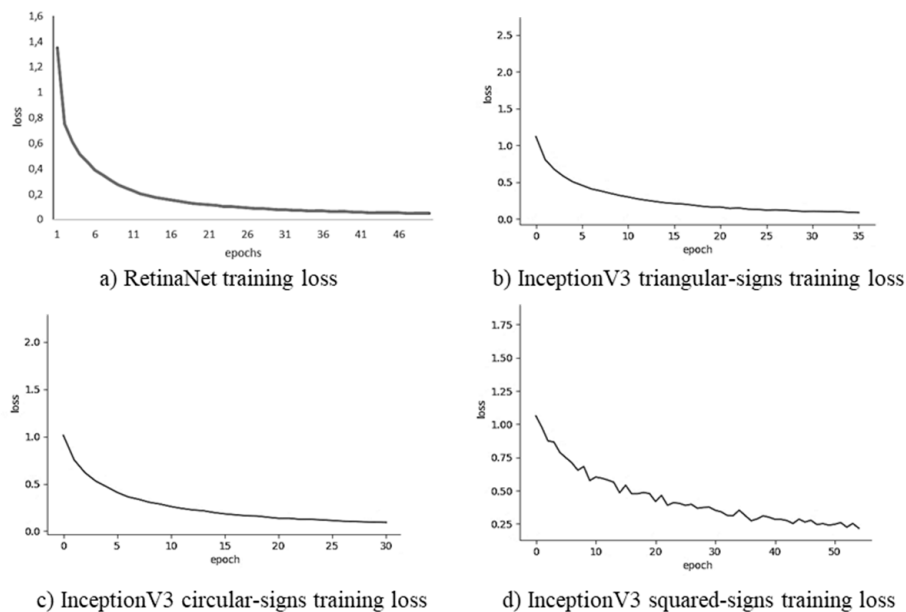 1,6
1,4
1,2
1
0,8
0,6
0,4
0,2
0
loss
1 6 11 16 21 26 31 36 41 46
epochs
a) RetinaNet training loss
2.5
2.0
1.5
1.0
0.5
0.0
loss
0 5 10 15 20 25 30 35
epoch
b) InceptionV3 triangular-signs training loss
2.0
1.5
1.0
0.5
0.0
loss
0 5 10 15 20 25 30
epoch
c) InceptionV3 circular-signs training loss
1.75
1.50
1.25
1.00
0.75
0.50
0.25
loss
0 10 20 30 40 50
epoch
d) InceptionV3 squared-signs training loss